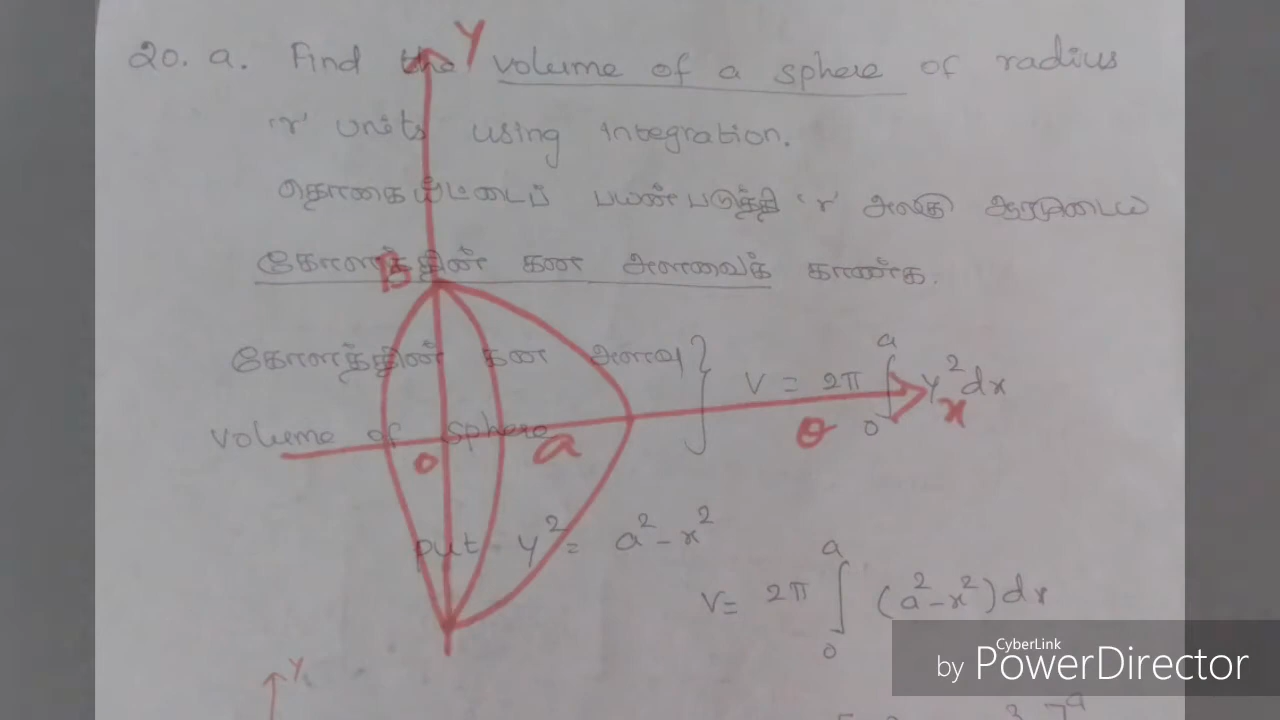 20. a. Find the volume of a sphere of radius
'r' units using integration.
தொகையீட்டைப் பயன்படுத்தி 'r' அலகு ஆரமுடைய
கோளத்தின் கன அளவைக் காண்க.
கோளத்தின் கன அளவு } V = 2π ∫₀ᵃ y² dx
volume of sphere
put y² = a² - x²
V = 2π ∫₀ᵃ (a² - x²) dx
Y
B
0 a θ x
Y
CyberLink
by PowerDirector